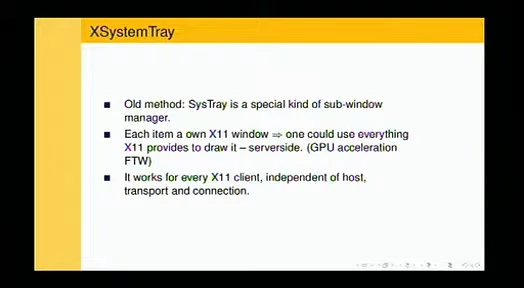 XSystemTray
Old method: SysTray is a special kind of sub-window
manager.
Each item a own X11 window ⇒ one could use everything
X11 provides to draw it – serverside. (GPU acceleration
FTW)
It works for every X11 client, independent of host,
transport and connection.